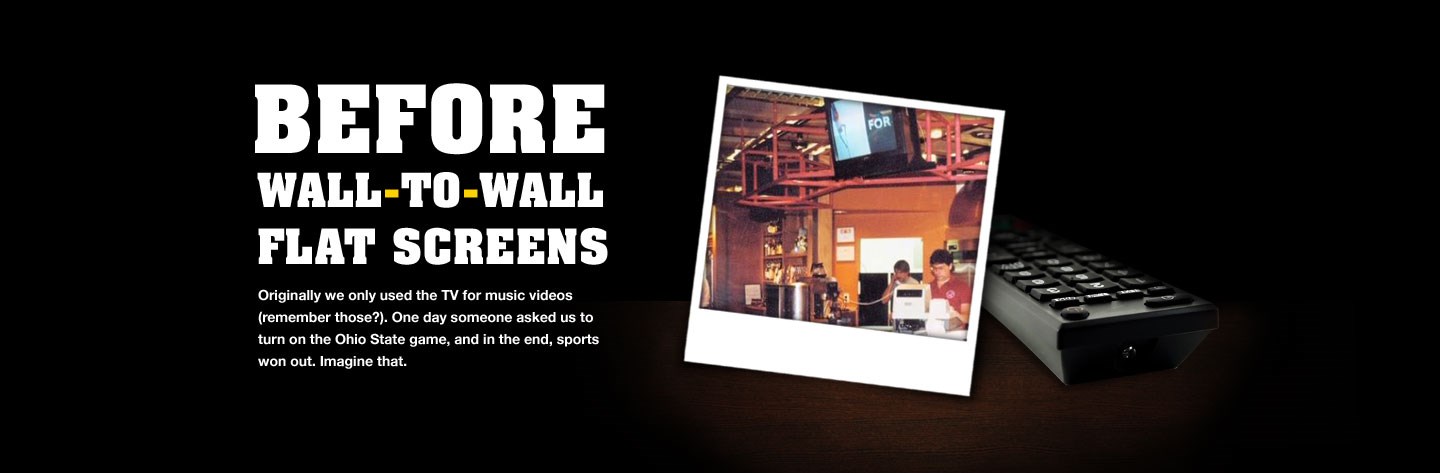 BEFORE
WALL-TO-WALL
FLAT SCREENS
Originally we only used the TV for music videos
(remember those?). One day someone asked us to
turn on the Ohio State game, and in the end, sports
won out. Imagine that.
FOR